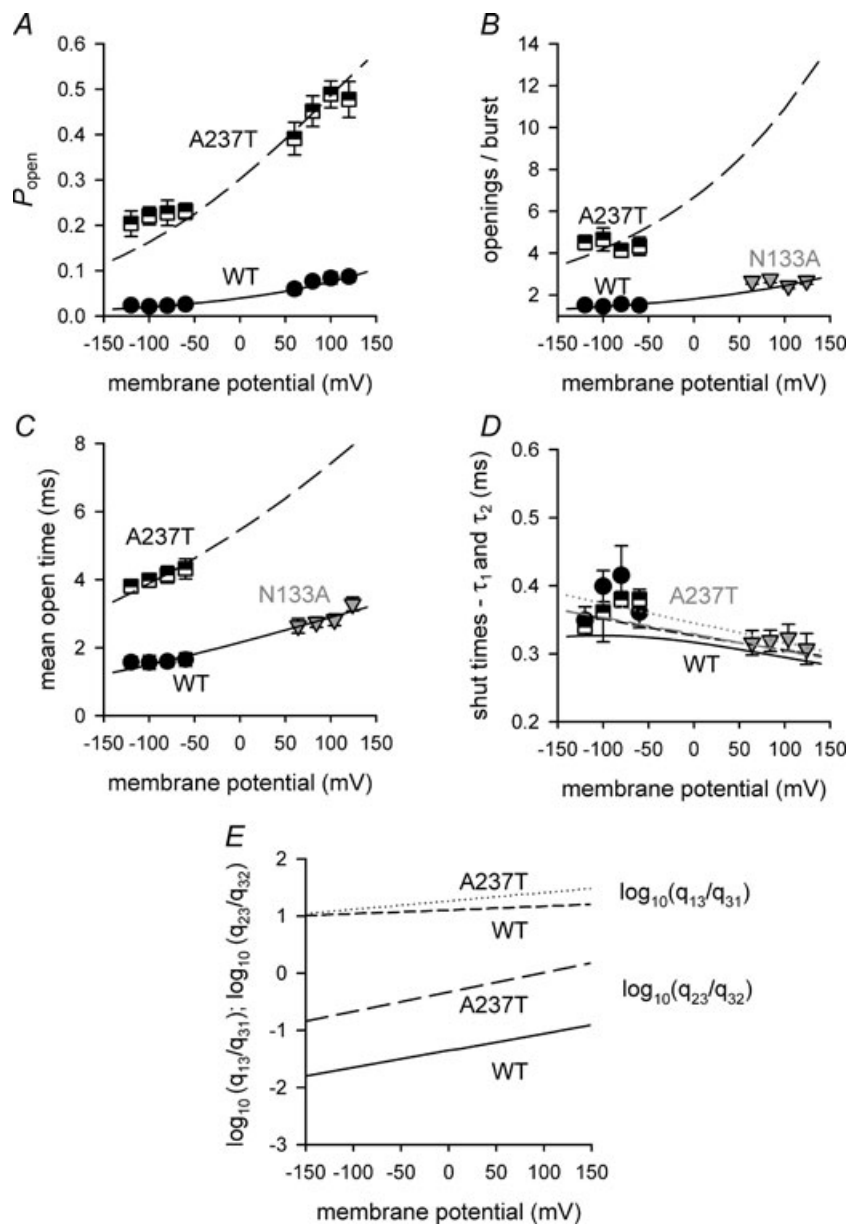 A
0.6
0.5
0.4
0.3
0.2
0.1
0.0
P_open
A237T
WT
-150 -100 -50 0 50 100 150
membrane potential (mV)
B
14
12
10
8
6
4
2
openings / burst
A237T
N133A
WT
-150 -100 -50 0 50 100 150
membrane potential (mV)
C
8
6
4
2
0
mean open time (ms)
A237T
N133A
WT
-150 -100 -50 0 50 100 150
membrane potential (mV)
D
0.6
0.5
0.4
0.3
0.2
shut times - τ₁ and τ₂ (ms)
A237T
WT
-150 -100 -50 0 50 100 150
membrane potential (mV)
E
2
1
0
-1
-2
-3
log₁₀ (q₁₃/q₃₁); log₁₀ (q₂₃/q₃₂)
A237T
log₁₀(q₁₃/q₃₁)
WT
log₁₀(q₂₃/q₃₂)
A237T
WT
-150 -100 -50 0 50 100 150
membrane potential (mV)